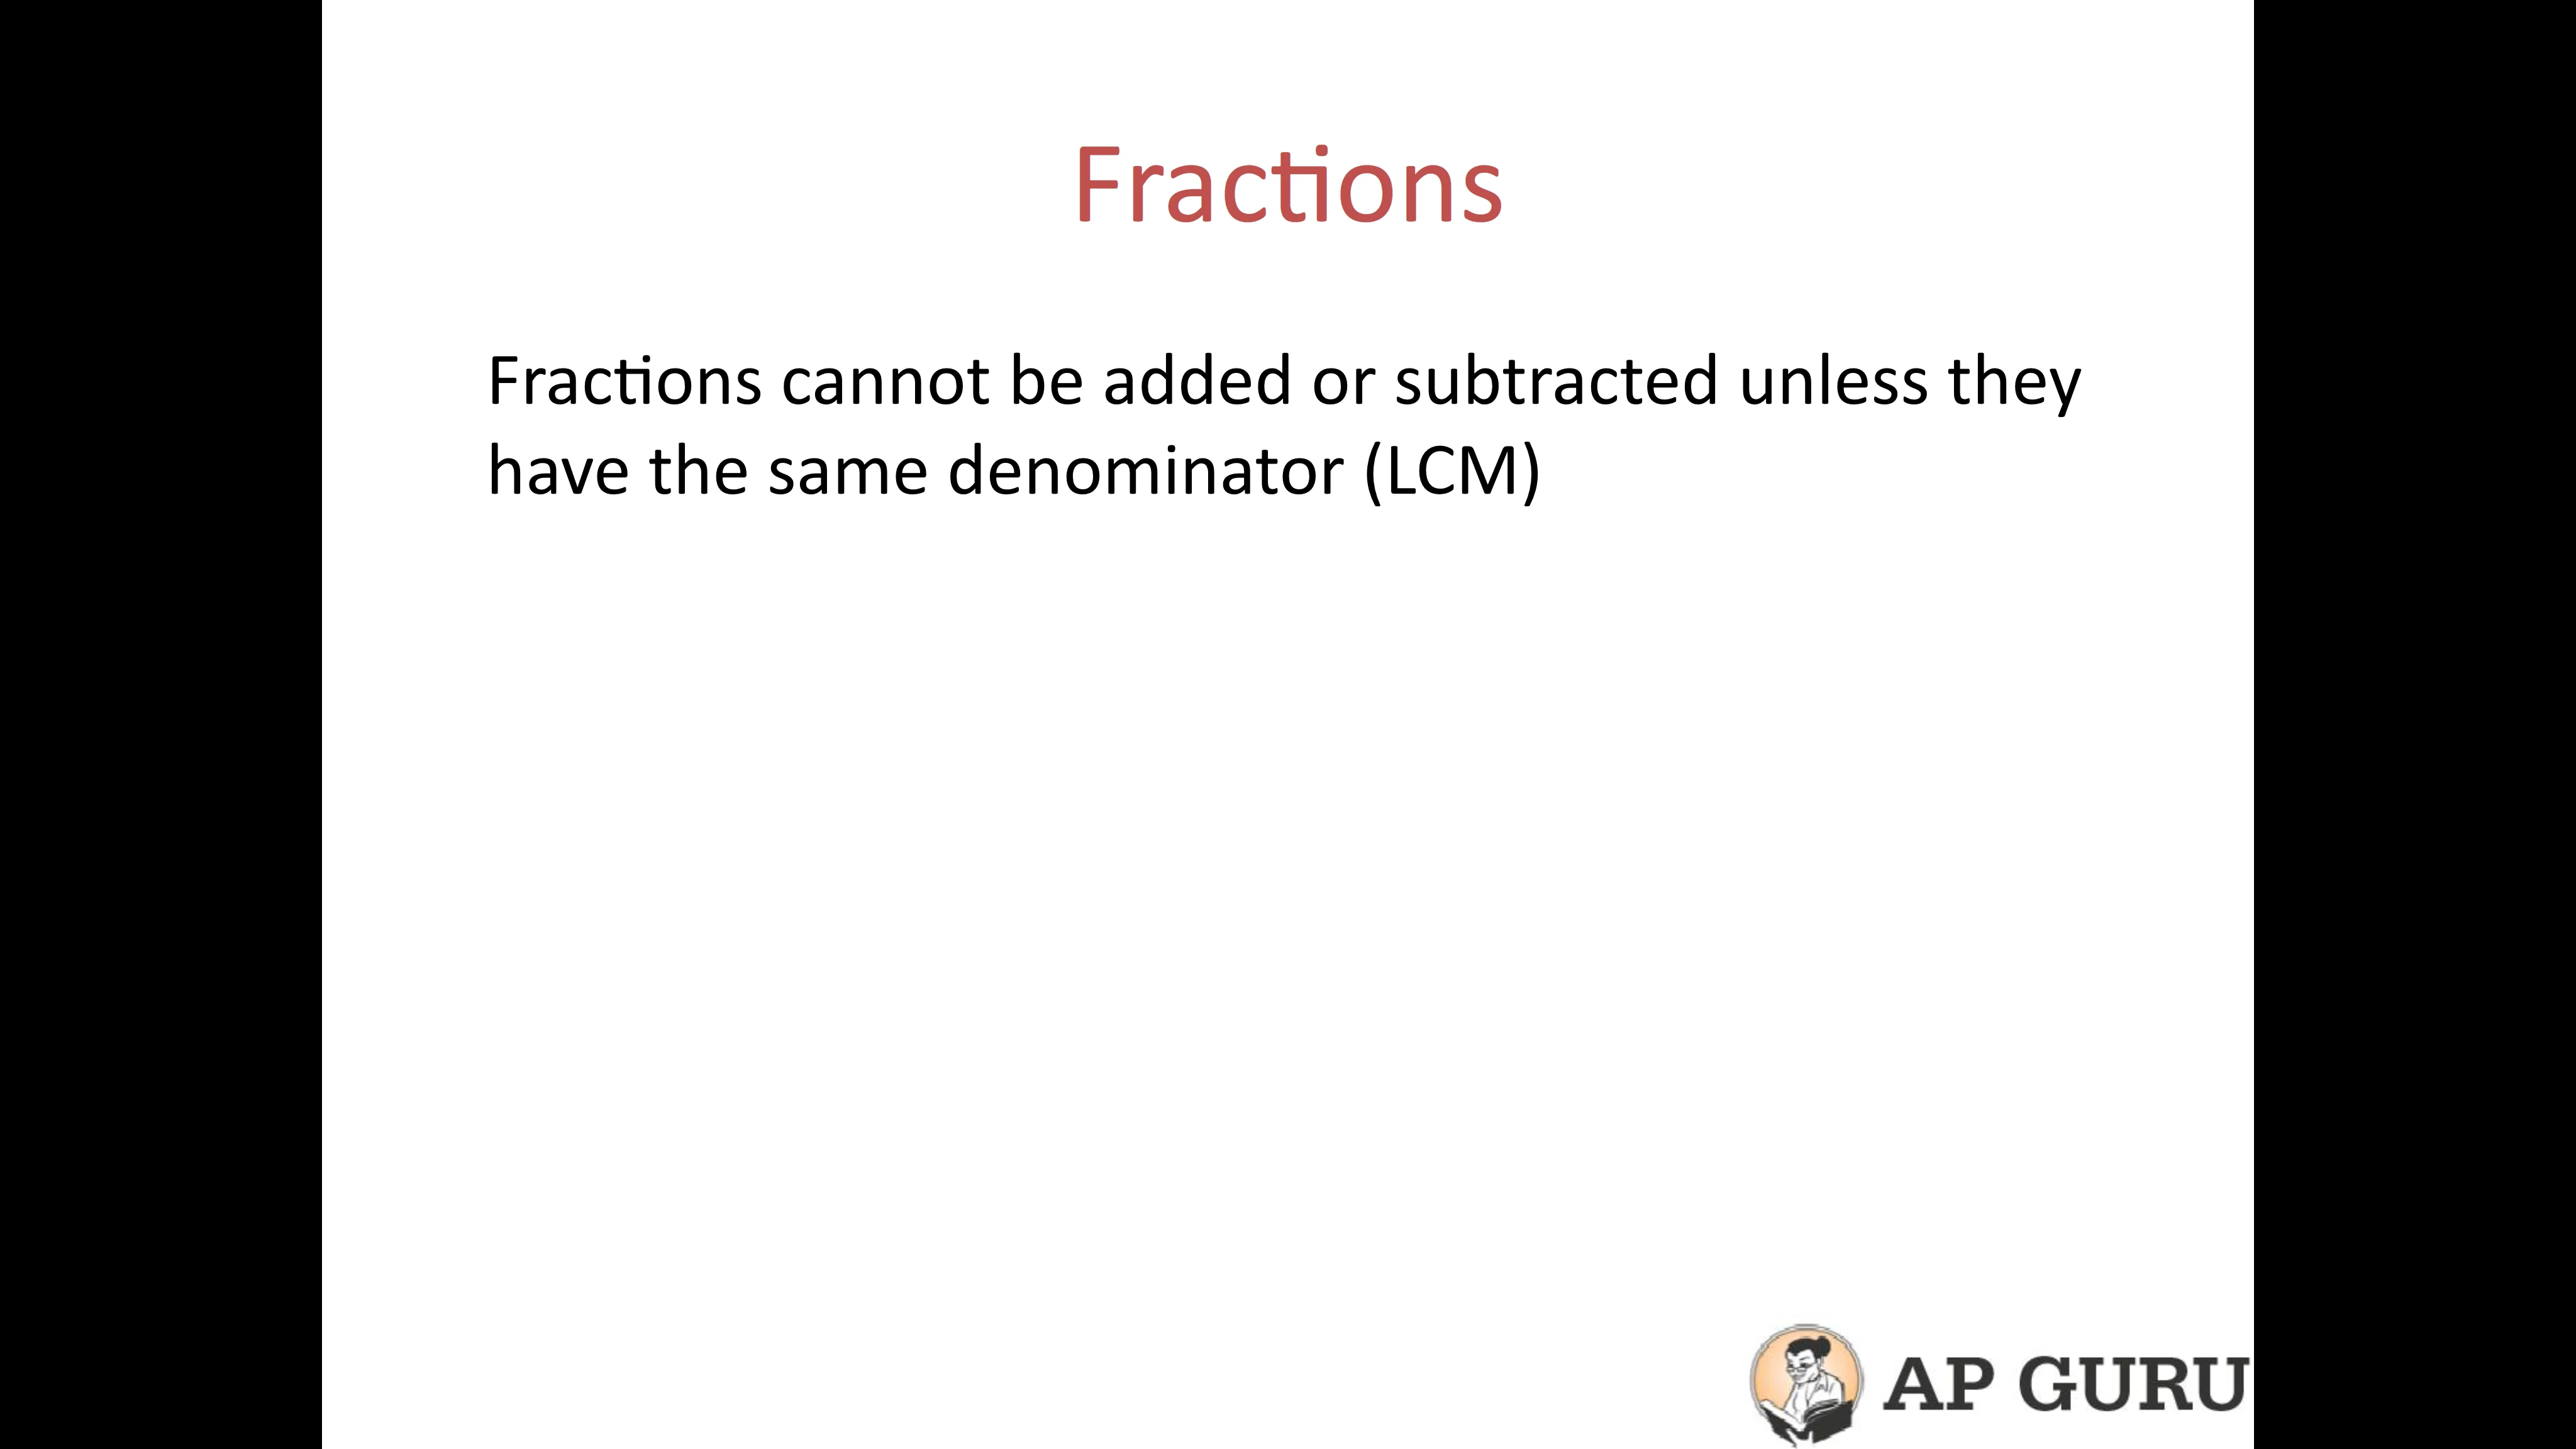 Fractions
Fractions cannot be added or subtracted unless they
have the same denominator (LCM)
AP GURU